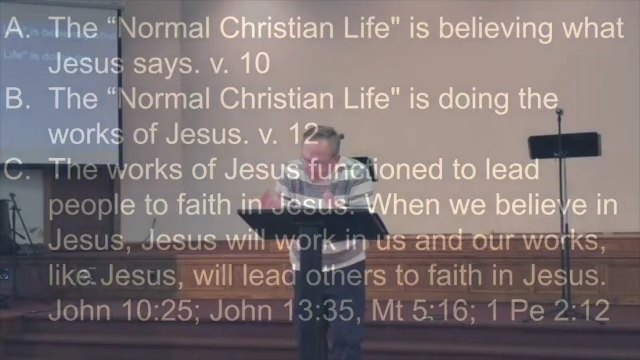 A. The “Normal Christian Life" is believing what
Jesus says. v. 10
B. The “Normal Christian Life" is doing the
works of Jesus. v. 12
C. The works of Jesus functioned to lead
people to faith in Jesus. When we believe in
Jesus, Jesus will work in us and our works,
like Jesus, will lead others to faith in Jesus.
John 10:25; John 13:35, Mt 5:16; 1 Pe 2:12